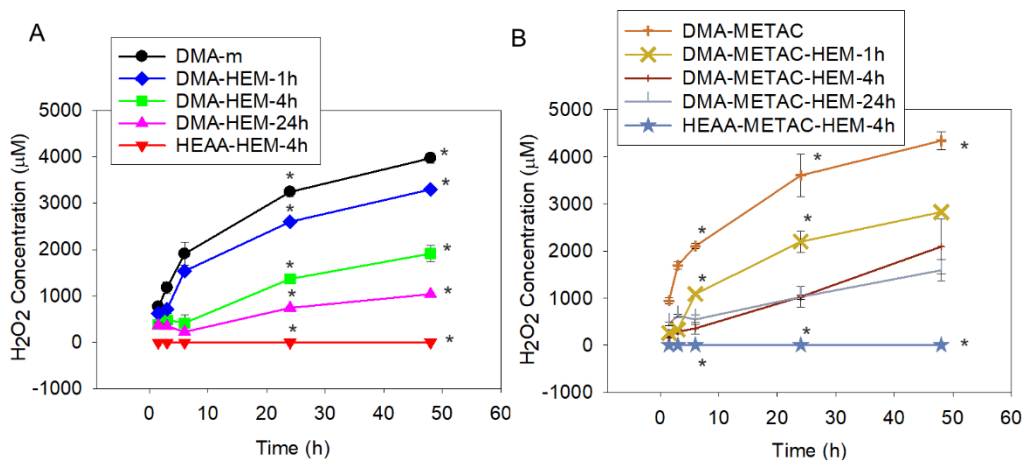 A
DMA-m
DMA-HEM-1h
DMA-HEM-4h
DMA-HEM-24h
HEAA-HEM-4h
H₂O₂ Concentration (μM)
5000
4000
3000
2000
1000
0
-1000
* *
* *
* *
* *
* *
0 10 20 30 40 50 60
Time (h)
B
DMA-METAC
DMA-METAC-HEM-1h
DMA-METAC-HEM-4h
DMA-METAC-HEM-24h
HEAA-METAC-HEM-4h
H₂O₂ Concentration (μM)
5000
4000
3000
2000
1000
0
-1000
* * *
* *
* * *
0 10 20 30 40 50 60
Time (h)